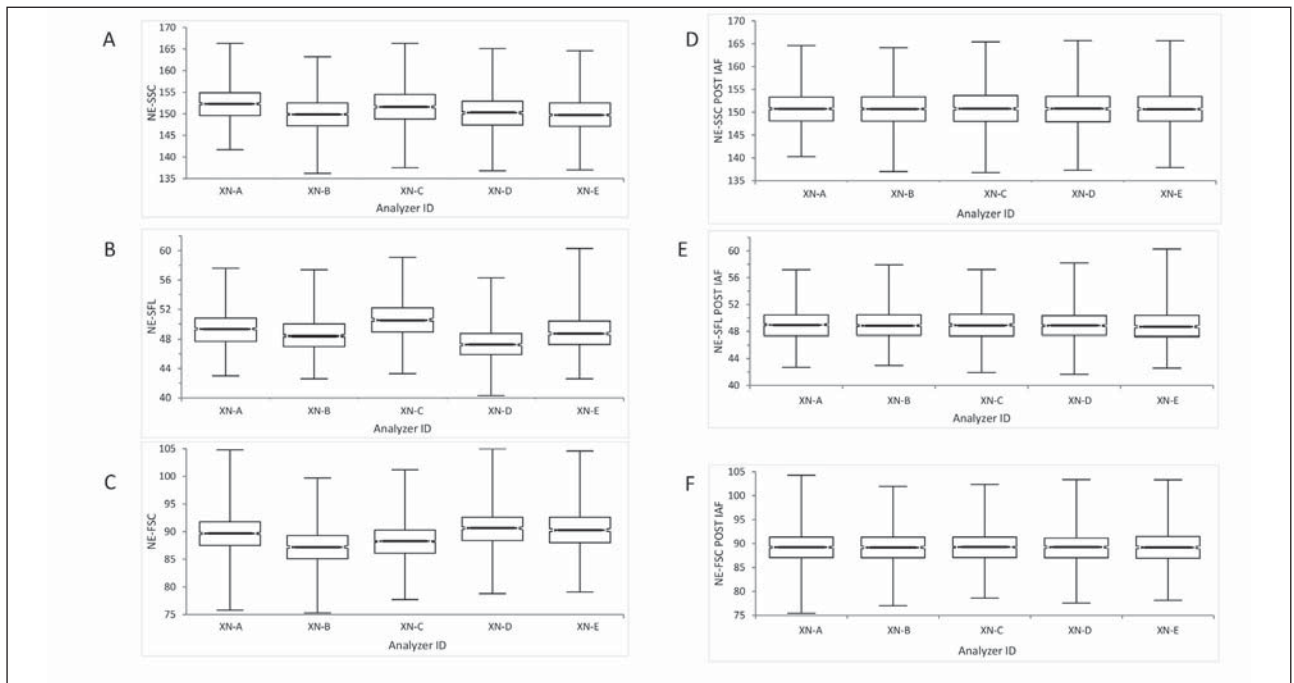 A
NE-SSC
170
165
160
155
150
145
140
135
XN-A XN-B XN-C XN-D XN-E
Analyzer ID
B
NE-SFL
60
56
52
48
44
40
XN-A XN-B XN-C XN-D XN-E
Analyzer ID
C
NE-FSC
105
100
95
90
85
80
75
XN-A XN-B XN-C XN-D XN-E
Analyzer ID
D
NE-SSC POST IAF
170
165
160
155
150
145
140
135
XN-A XN-B XN-C XN-D XN-E
Analyzer ID
E
NE-SFL POST IAF
60
56
52
48
44
40
XN-A XN-B XN-C XN-D XN-E
Analyzer ID
F
NE-FSC POST IAF
105
100
95
90
85
80
75
XN-A XN-B XN-C XN-D XN-E
Analyzer ID